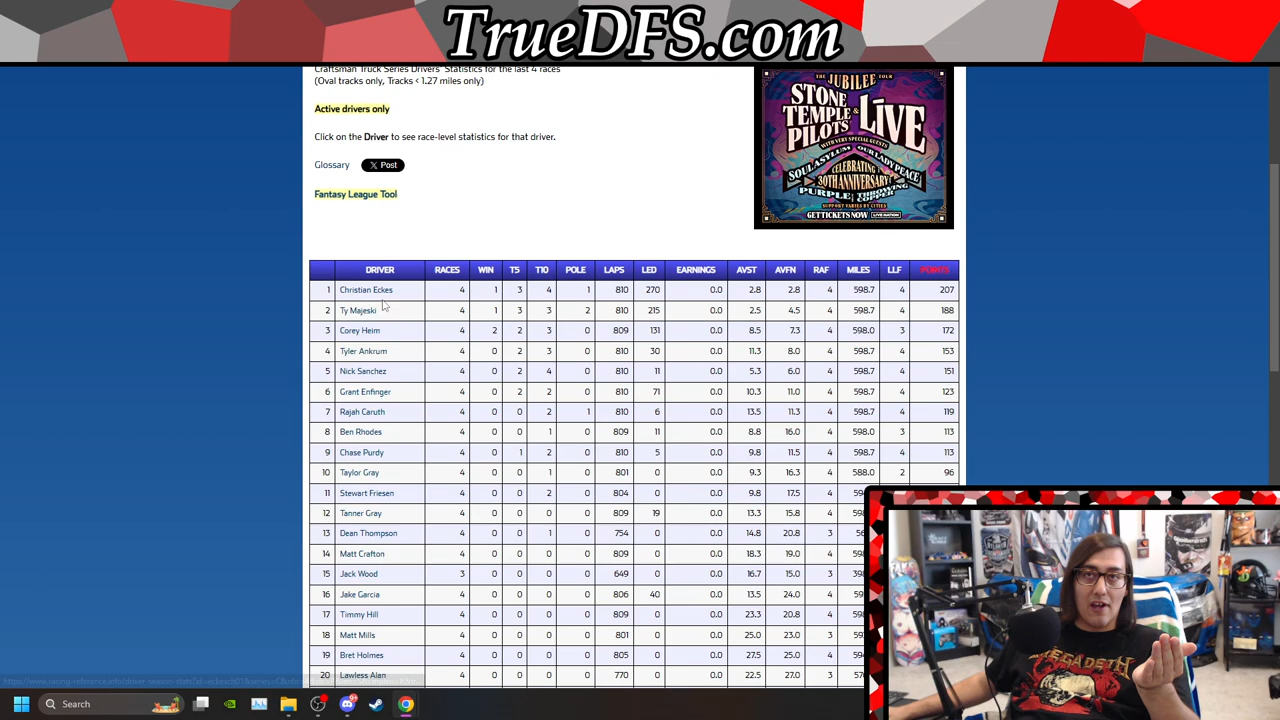 TrueDFS.com
Craftsman Truck Series Drivers' Statistics for the last 4 races
(Oval tracks only, Tracks < 1.27 miles only)
Active drivers only
Click on the Driver to see race-level statistics for that driver.
Glossary X Post
Fantasy League Tool
THE JUBILEE TOUR
STONE TEMPLE PILOTS & LĪVE
WITH VERY SPECIAL GUESTS
SOUL ASYLUM OUR LADY PEACE
CELEBRATING
30TH ANNIVERSARY
PURPLE THROWING COPPER
SUPPORT VARIES BY CITIES
GET TICKETS NOW LIVE NATION
DRIVER RACES WIN T5 T10 POLE LAPS LED EARNINGS AVST AVFN RAF MILES LLF POINTS
1 Christian Eckes 4 1 3 4 1 810 270 0.0 2.8 2.8 4 598.7 4 207
2 Ty Majeski 4 1 3 3 2 810 215 0.0 2.5 4.5 4 598.7 4 188
3 Corey Heim 4 2 2 3 0 809 131 0.0 8.5 7.3 4 598.0 3 172
4 Tyler Ankrum 4 0 2 3 0 810 30 0.0 11.3 8.0 4 598.7 4 153
5 Nick Sanchez 4 0 2 4 0 810 11 0.0 5.3 6.0 4 598.7 4 151
6 Grant Enfinger 4 0 2 2 0 810 71 0.0 10.3 11.0 4 598.7 4 123
7 Rajah Caruth 4 0 0 2 1 810 6 0.0 13.5 11.3 4 598.7 4 119
8 Ben Rhodes 4 0 0 1 0 809 11 0.0 8.8 16.0 4 598.0 3 113
9 Chase Purdy 4 0 1 2 0 810 5 0.0 9.8 11.5 4 598.7 4 113
10 Taylor Gray 4 0 0 1 0 801 0 0.0 9.3 16.3 4 588.0 2 96
11 Stewart Friesen 4 0 0 2 0 804 0 0.0 9.8 17.5 4
12 Tanner Gray 4 0 0 0 0 809 19 0.0 13.3 15.8 4
13 Dean Thompson 4 0 0 1 0 754 0 0.0 14.8 20.8 3
14 Matt Crafton 4 0 0 0 0 809 0 0.0 18.3 19.0 4
15 Jack Wood 3 0 0 0 0 649 0 0.0 16.7 15.0 3
16 Jake Garcia 4 0 0 0 0 806 40 0.0 13.5 24.0 4
17 Timmy Hill 4 0 0 0 0 809 0 0.0 23.3 20.8 3
18 Matt Mills 4 0 0 0 0 801 0 0.0 25.0 23.0 3
19 Bret Holmes 4 0 0 0 0 805 0 0.0 27.5 25.0 4
20 Lawless Alan 4 0 0 0 0 770 0 0.0 22.5 27.0 4
MEGADETH
Search